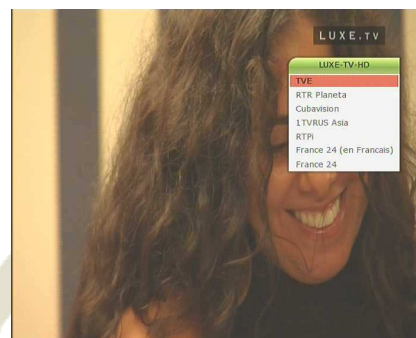 LUXE.TV
LUXE-TV-HD
TVE
RTR Planeta
Cubavision
1TVRUS Asia
RTPi
France 24 (en Francais)
France 24